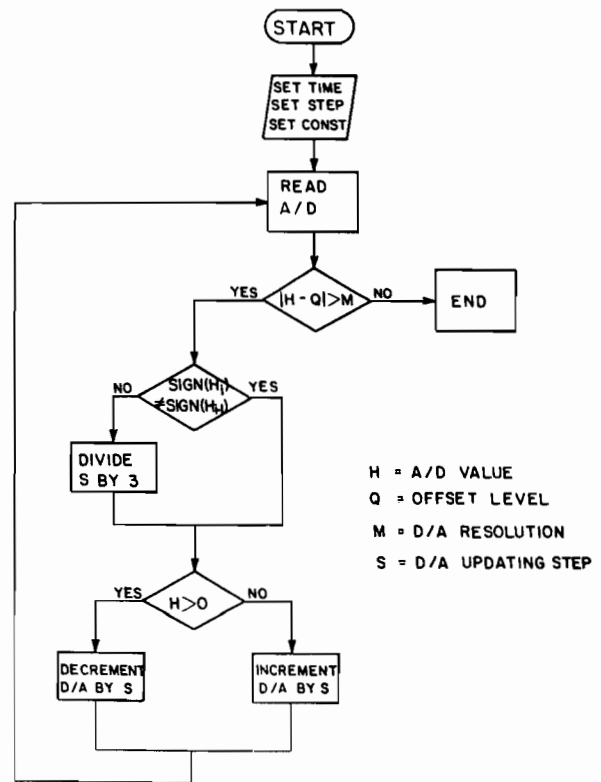 START
SET TIME
SET STEP
SET CONST
READ
A/D
YES
|H - Q|>M
NO
END
NO
SIGN(Hi)
≠SIGN(HH)
YES
DIVIDE
S BY 3
H = A/D VALUE
Q = OFFSET LEVEL
M = D/A RESOLUTION
S = D/A UPDATING STEP
YES
H>O
NO
DECREMENT
D/A BY S
INCREMENT
D/A BY S